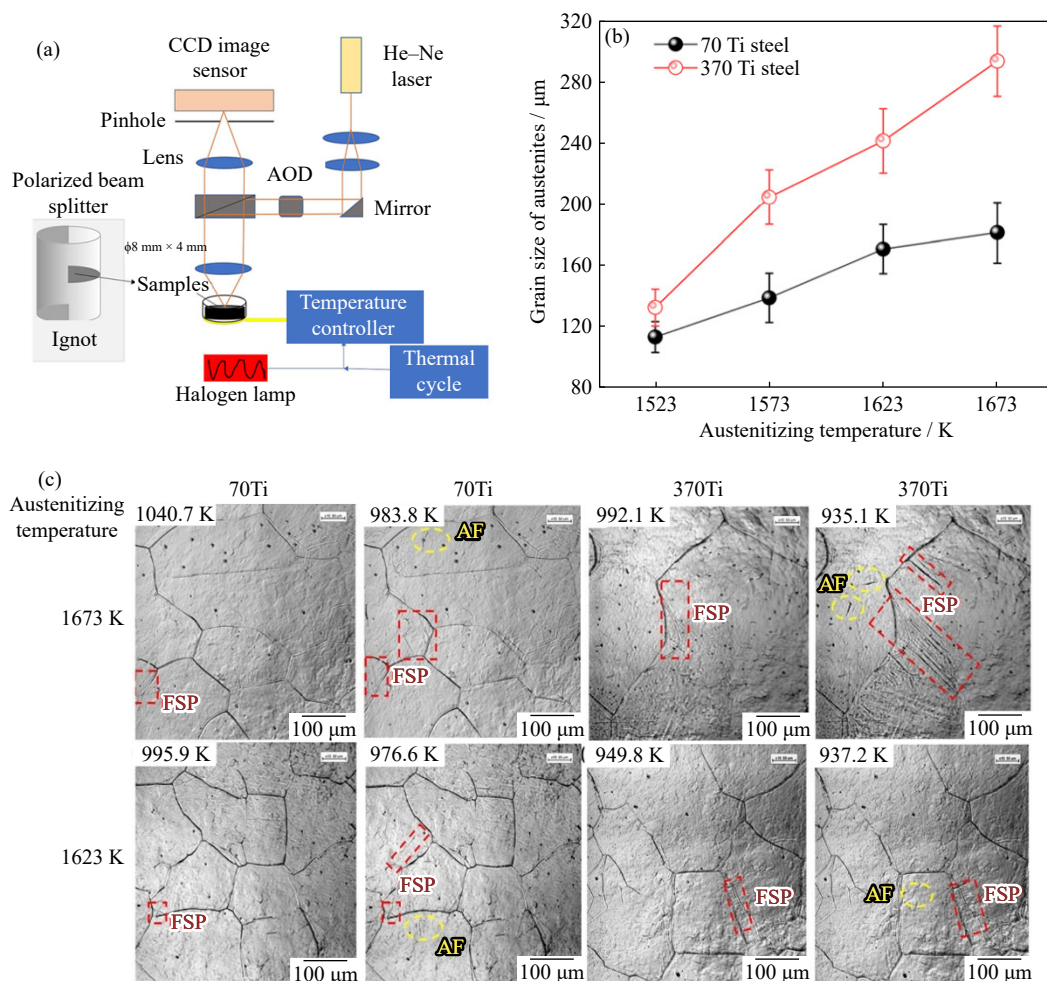 (a)
CCD image
sensor
He–Ne
laser
Pinhole
Lens
AOD
Polarized beam
splitter
Mirror
ϕ8 mm × 4 mm
Samples
Ignot
Temperature
controller
Thermal
cycle
Halogen lamp
(b)
70 Ti steel
370 Ti steel
Grain size of austenites / μm
320
280
240
200
160
120
80
1523
1573
1623
1673
Austenitizing temperature / K
(c)
Austenitizing
temperature
70Ti
70Ti
370Ti
370Ti
1673 K
1040.7 K
FSP
100 μm
983.8 K
AF
FSP
100 μm
992.1 K
FSP
100 μm
935.1 K
AF
FSP
100 μm
1623 K
995.9 K
FSP
100 μm
976.6 K
FSP
AF
100 μm
949.8 K
FSP
100 μm
937.2 K
AF
FSP
100 μm